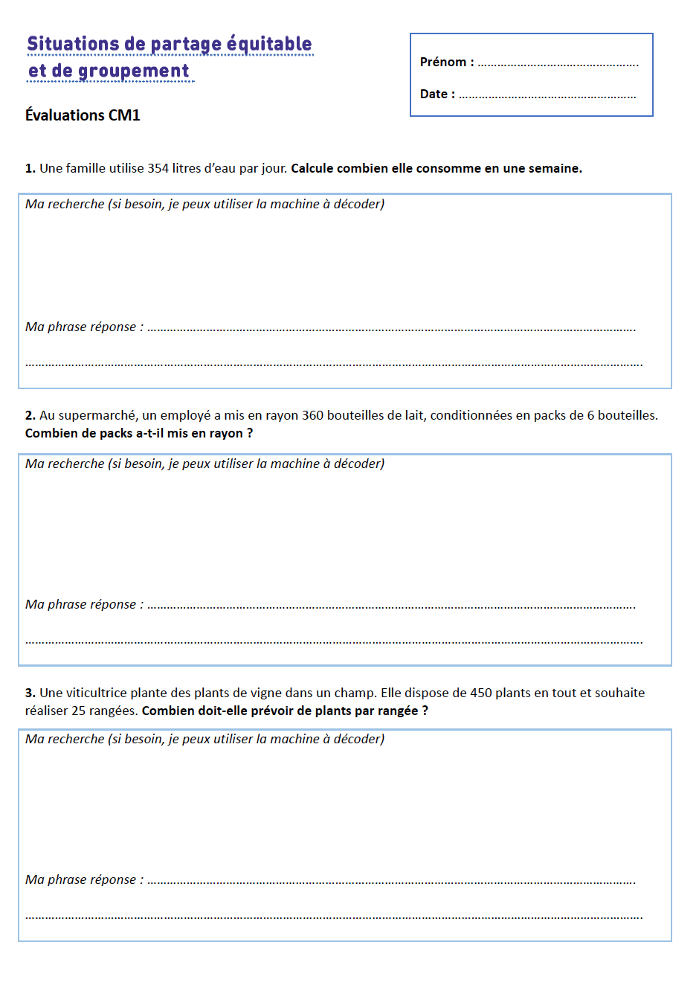 Situations de partage équitable
et de groupement
Prénom : ………………………………………….
Date : ………………………………………………
Évaluations CM1
1. Une famille utilise 354 litres d’eau par jour. Calcule combien elle consomme en une semaine.
Ma recherche (si besoin, je peux utiliser la machine à décoder)
Ma phrase réponse : ………………………………………………………………………………………………………………………………….
…………………………………………………………………………………………………………………………………………………………………….
2. Au supermarché, un employé a mis en rayon 360 bouteilles de lait, conditionnées en packs de 6 bouteilles.
Combien de packs a-t-il mis en rayon ?
Ma recherche (si besoin, je peux utiliser la machine à décoder)
Ma phrase réponse : ………………………………………………………………………………………………………………………………….
…………………………………………………………………………………………………………………………………………………………………….
3. Une viticultrice plante des plants de vigne dans un champ. Elle dispose de 450 plants en tout et souhaite
réaliser 25 rangées. Combien doit-elle prévoir de plants par rangée ?
Ma recherche (si besoin, je peux utiliser la machine à décoder)
Ma phrase réponse : ………………………………………………………………………………………………………………………………….
…………………………………………………………………………………………………………………………………………………………………….